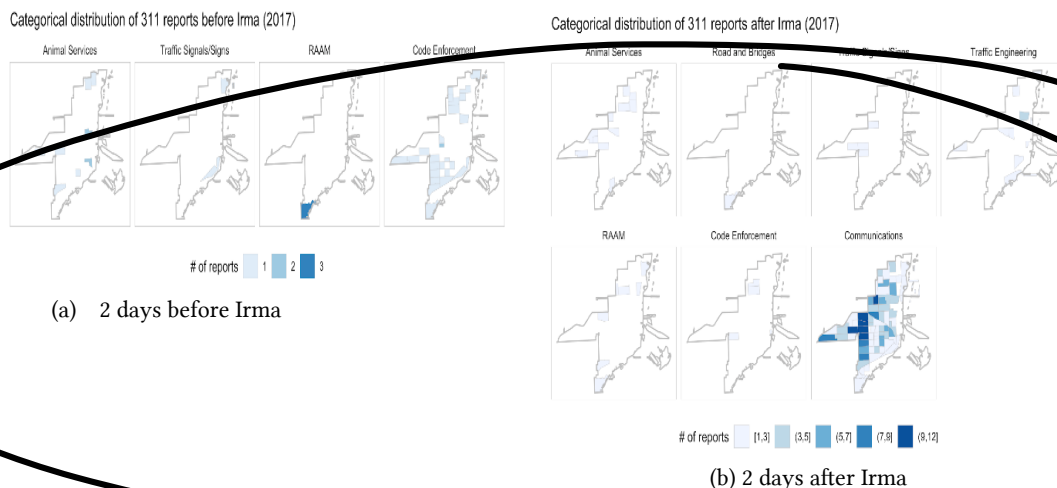 Categorical distribution of 311 reports before Irma (2017)
Animal Services Traffic Signals/Signs RAAM Code Enforcement
# of reports 1 2 3
(a) 2 days before Irma
Categorical distribution of 311 reports after Irma (2017)
Animal Services Road and Bridges Traffic Signals/Signs Traffic Engineering
RAAM Code Enforcement Communications
# of reports [1,3] (3,5] (5,7] (7,9] (9,12]
(b) 2 days after Irma